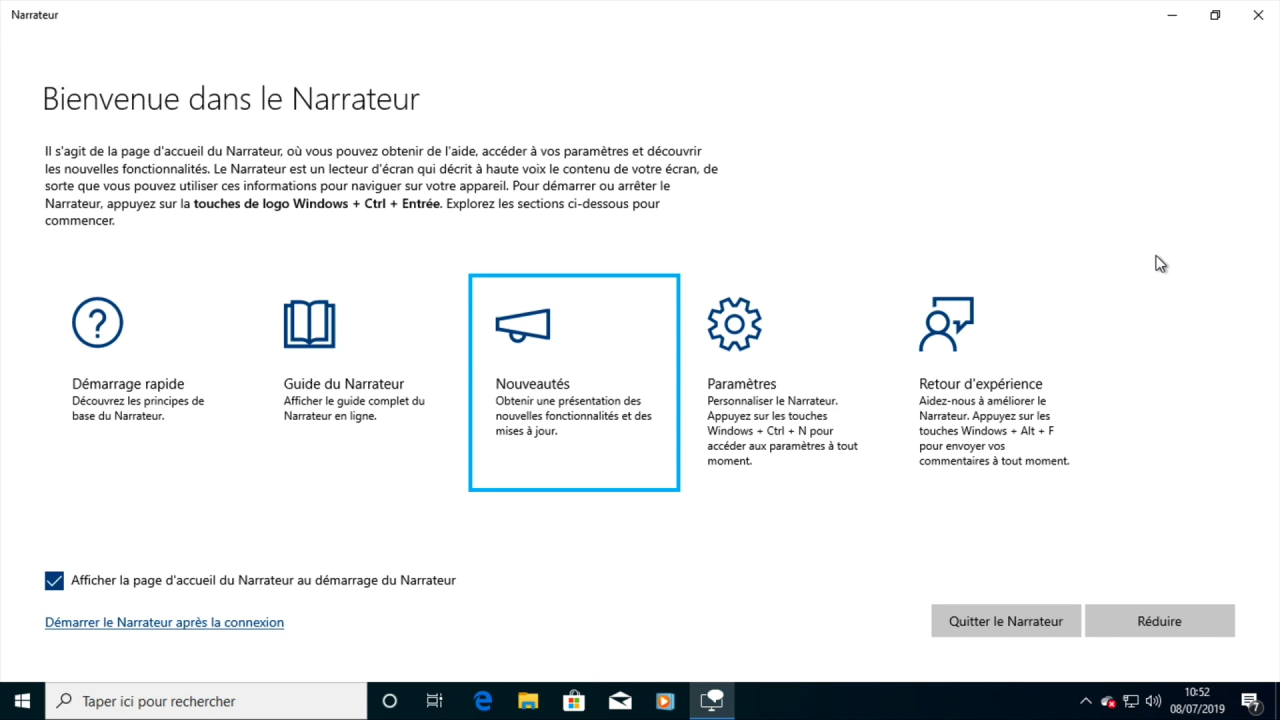 Narrateur
Bienvenue dans le Narrateur
Il s'agit de la page d'accueil du Narrateur, où vous pouvez obtenir de l'aide, accéder à vos paramètres et découvrir
les nouvelles fonctionnalités. Le Narrateur est un lecteur d'écran qui décrit à haute voix le contenu de votre écran, de
sorte que vous pouvez utiliser ces informations pour naviguer sur votre appareil. Pour démarrer ou arrêter le
Narrateur, appuyez sur la touches de logo Windows + Ctrl + Entrée. Explorez les sections ci-dessous pour
commencer.
Démarrage rapide
Découvrez les principes de
base du Narrateur.
Guide du Narrateur
Afficher le guide complet du
Narrateur en ligne.
Nouveautés
Obtenir une présentation des
nouvelles fonctionnalités et des
mises à jour.
Paramètres
Personnaliser le Narrateur.
Appuyez sur les touches
Windows + Ctrl + N pour
accéder aux paramètres à tout
moment.
Retour d'expérience
Aidez-nous à améliorer le
Narrateur. Appuyez sur les
touches Windows + Alt + F
pour envoyer vos
commentaires à tout moment.
Afficher la page d'accueil du Narrateur au démarrage du Narrateur
Démarrer le Narrateur après la connexion
Quitter le Narrateur
Réduire
Taper ici pour rechercher
10:52
08/07/2019
7